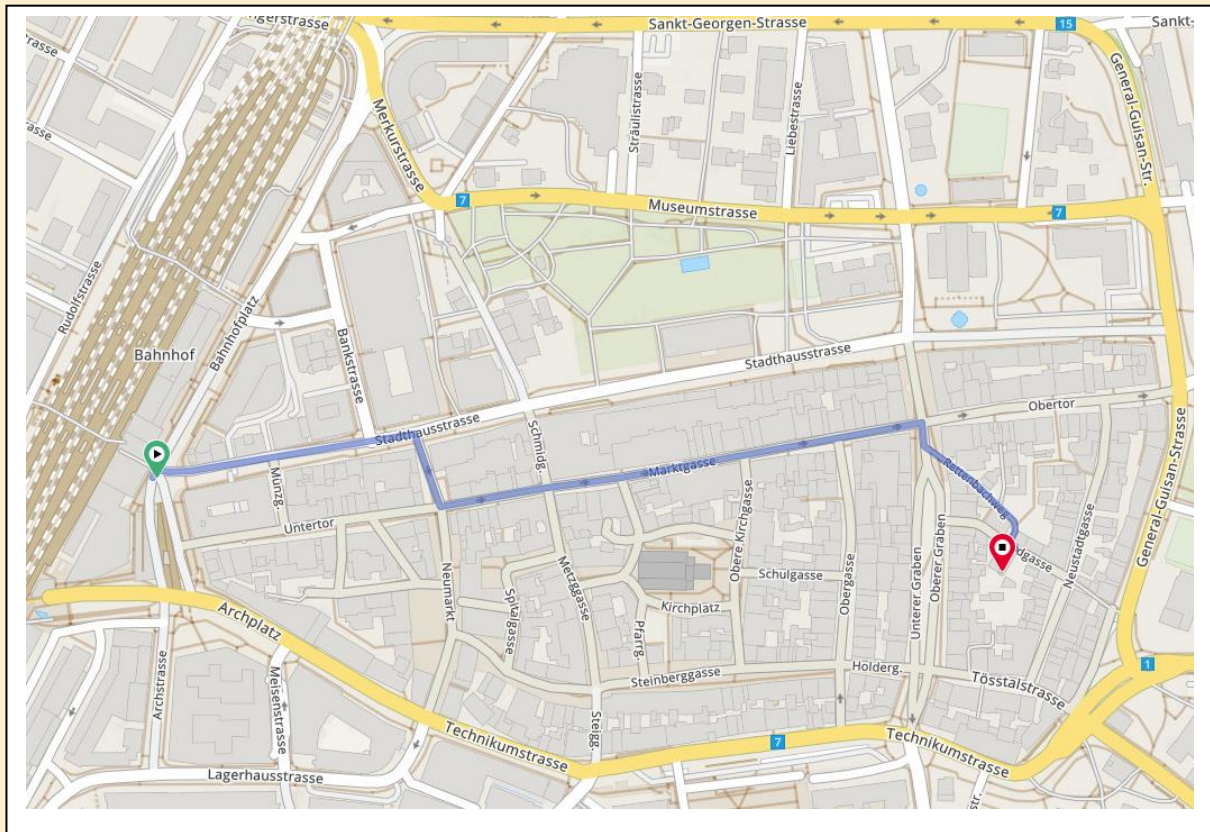 Sankt-Georgen-Strasse
15
Sankt-
General-Guisan-Str.
Merkurstrasse
Sträulistrasse
Liebestrasse
7
Museumstrasse
7
Rudolfstrasse
Bahnhofplatz
Bahnhof
Bankstrasse
Stadthausstrasse
Stadthausstrasse
Schmidg.
Obertor
Marktgasse
Münzg.
Untertor
Rettenbachweg
General-Guisan-Strasse
Neustadtgasse
Obere Kirchgasse
Obergasse
Unterer Graben
Oberer Graben
Schulgasse
Kirchplatz
Neumarkt
Spitalgasse
Metzggasse
Pfarrg.
Archplatz
Steinberggasse
Holderg.
Tösstalstrasse
1
Archstrasse
Meisenstrasse
Steigg.
Technikumstrasse
7
Technikumstrasse
Lagerhausstrasse